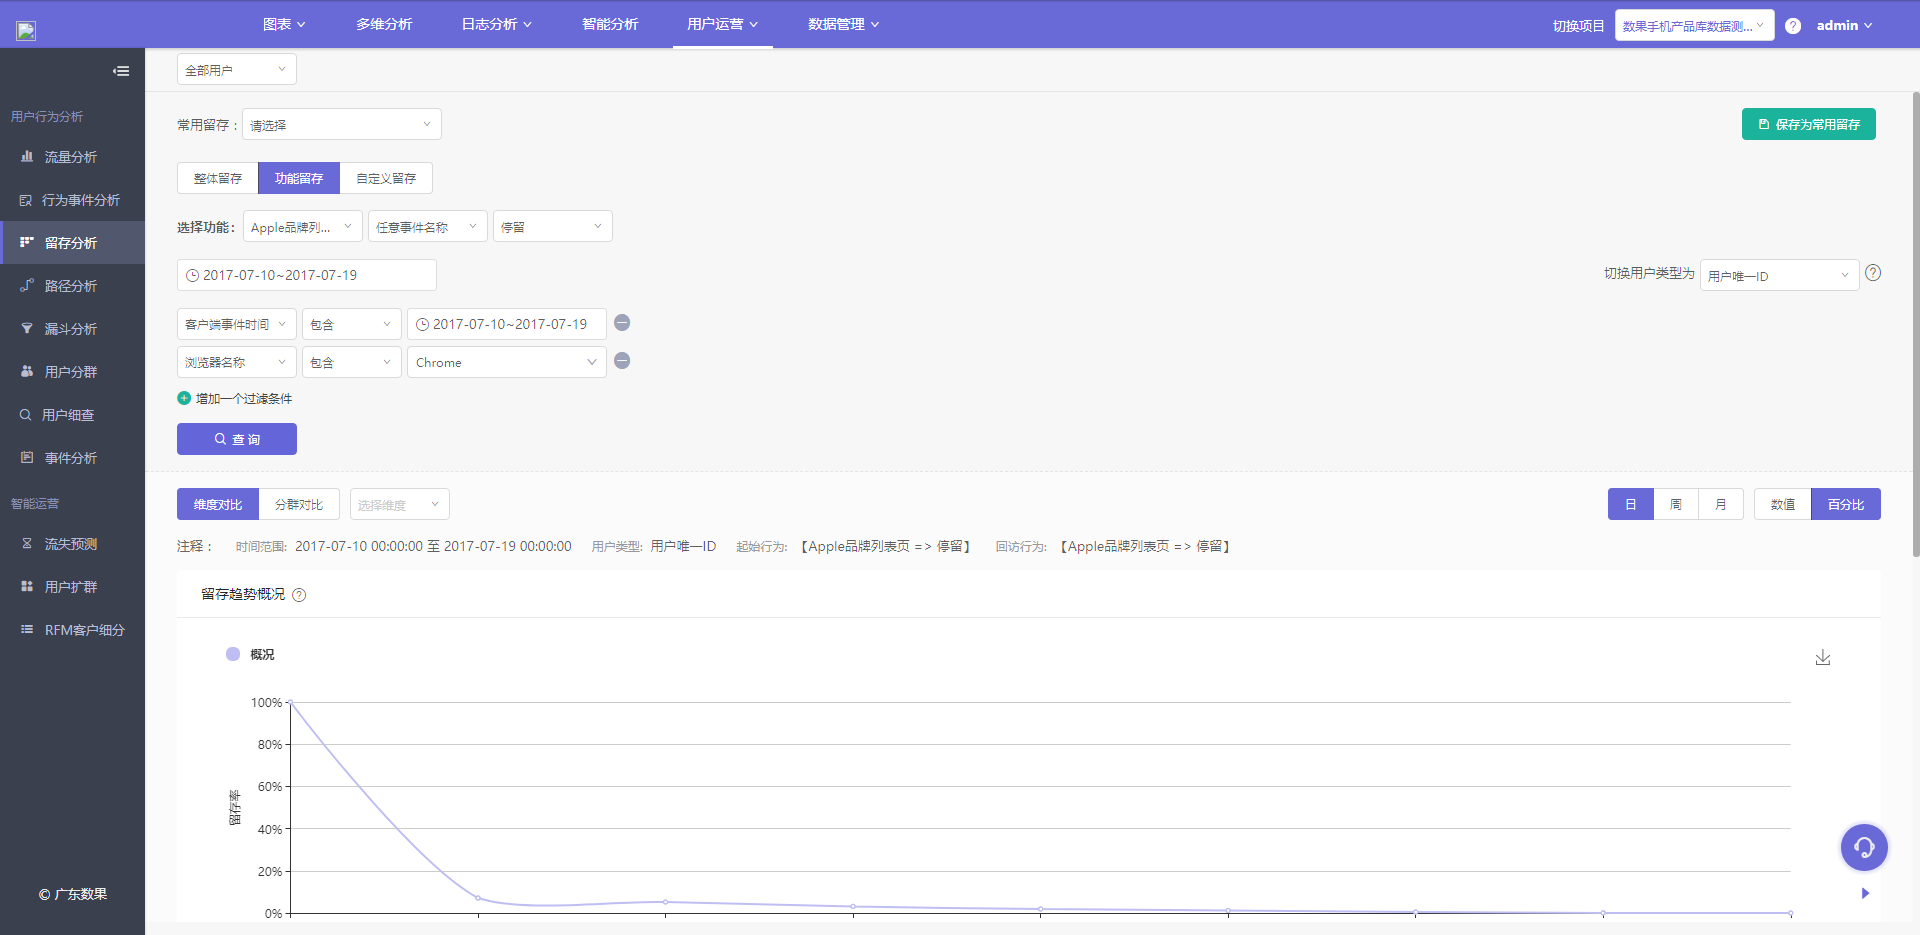 图表 多维分析 日志分析 智能分析 用户运营 数据管理 切换项目 数果手机产品库数据测... ? admin
全部用户
用户行为分析
流量分析
行为事件分析
留存分析
路径分析
漏斗分析
用户分群
用户细查
事件分析
智能运营
流失预测
用户扩群
RFM客户细分
© 广东数果
常用留存 : 请选择 保存为常用留存
整体留存 功能留存 自定义留存
选择功能: Apple品牌列... 任意事件名称 停留
2017-07-10~2017-07-19 切换用户类型为 用户唯一ID ?
客户端事件时间 包含 2017-07-10~2017-07-19
浏览器名称 包含 Chrome
增加一个过滤条件
查 询
维度对比 分群对比 选择维度 日 周 月 数值 百分比
注释： 时间范围: 2017-07-10 00:00:00 至 2017-07-19 00:00:00 用户类型: 用户唯一ID 起始行为: 【Apple品牌列表页 => 停留】 回访行为: 【Apple品牌列表页 => 停留】
留存趋势概况 ?
概况
100%
80%
60%
留存率
40%
20%
0%